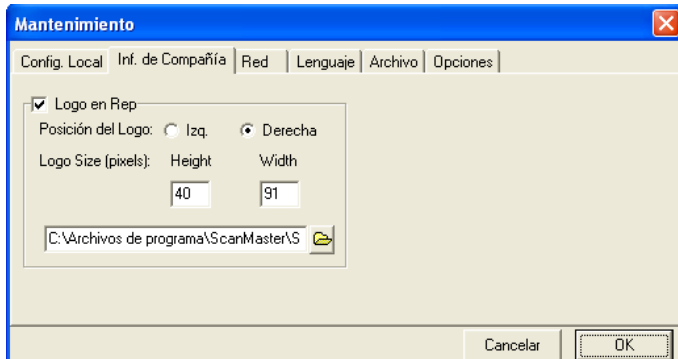 Mantenimiento
Config. Local Inf. de Compañía Red Lenguaje Archivo Opciones
Logo en Rep
Posición del Logo: Izq. Derecha
Logo Size (pixels): Height Width
40 91
C:\Archivos de programa\ScanMaster\S
Cancelar OK